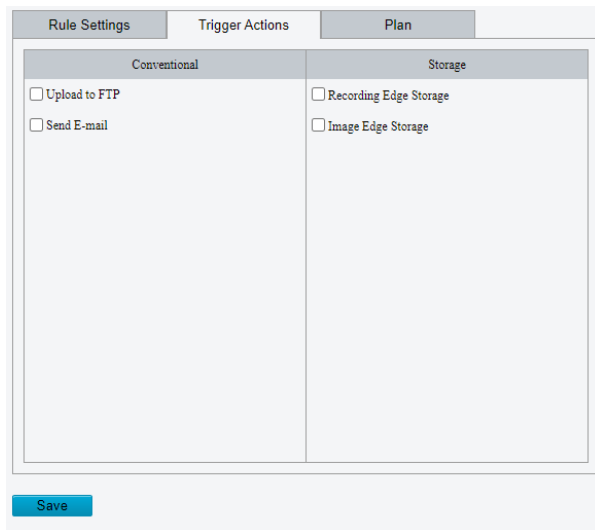 Rule Settings Trigger Actions Plan
Conventional Storage
Upload to FTP Recording Edge Storage
Send E-mail Image Edge Storage
Save